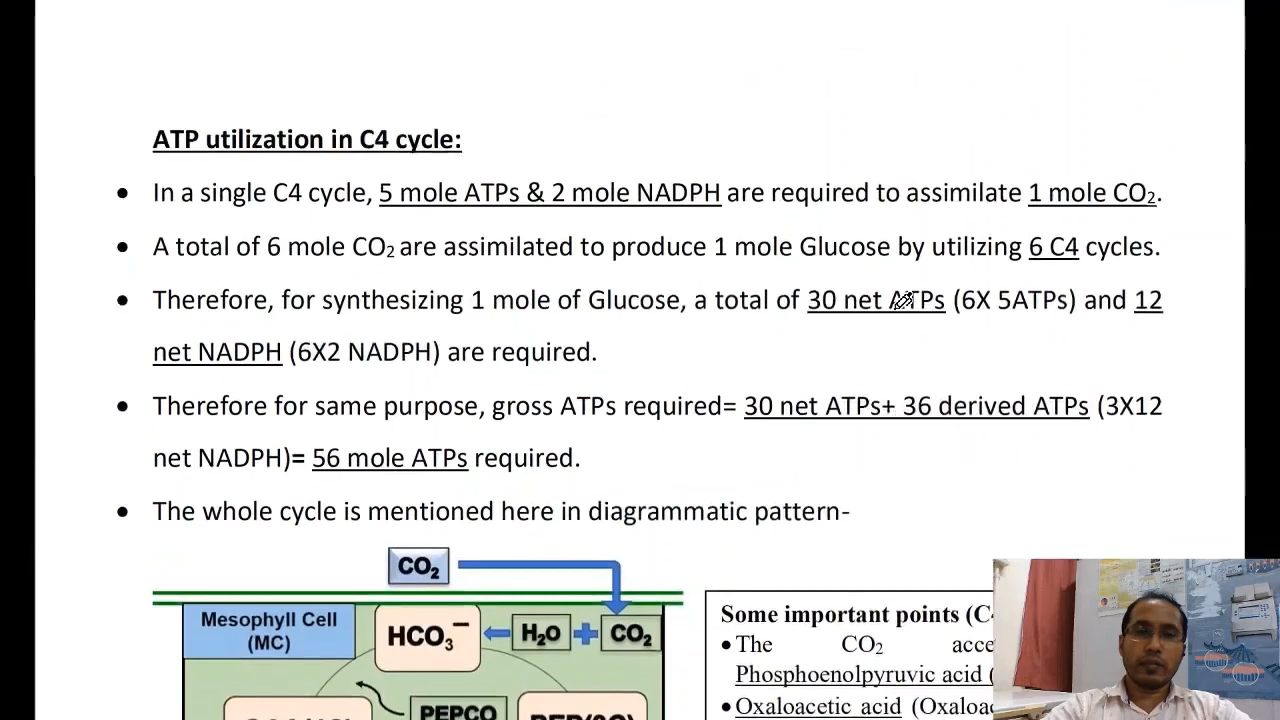 ATP utilization in C4 cycle:
• In a single C4 cycle, 5 mole ATPs & 2 mole NADPH are required to assimilate 1 mole CO₂.
• A total of 6 mole CO₂ are assimilated to produce 1 mole Glucose by utilizing 6 C4 cycles.
• Therefore, for synthesizing 1 mole of Glucose, a total of 30 net ATPs (6X 5ATPs) and 12
net NADPH (6X2 NADPH) are required.
• Therefore for same purpose, gross ATPs required= 30 net ATPs+ 36 derived ATPs (3X12
net NADPH)= 56 mole ATPs required.
• The whole cycle is mentioned here in diagrammatic pattern-
CO₂
Mesophyll Cell
(MC)
HCO₃⁻
H₂O
CO₂
PEPCO
Some important points (C
• The CO₂ acce
Phosphoenolpyruvic acid (
• Oxaloacetic acid (Oxaloac